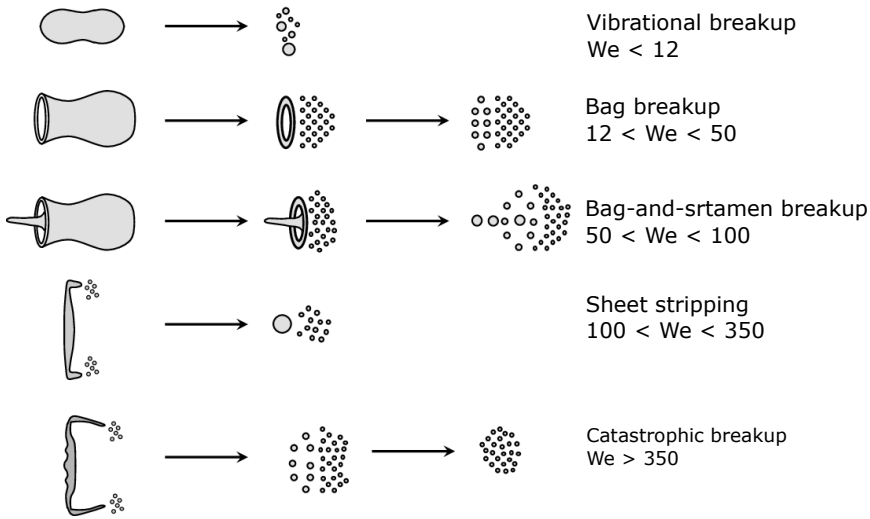 Vibrational breakup
We < 12
Bag breakup
12 < We < 50
Bag-and-srtamen breakup
50 < We < 100
Sheet stripping
100 < We < 350
Catastrophic breakup
We > 350